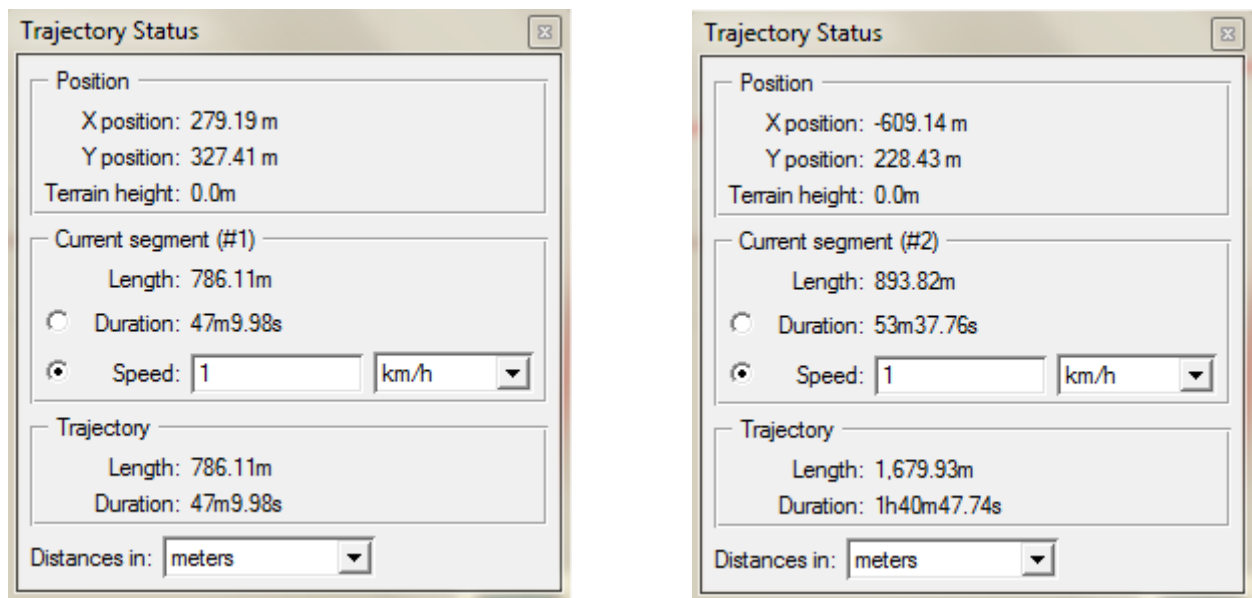 Trajectory Status
Position
X position: 279.19 m
Y position: 327.41 m
Terrain height: 0.0m
Current segment (#1)
Length: 786.11m
Duration: 47m9.98s
Speed: 1 km/h
Trajectory
Length: 786.11m
Duration: 47m9.98s
Distances in: meters
Trajectory Status
Position
X position: -609.14 m
Y position: 228.43 m
Terrain height: 0.0m
Current segment (#2)
Length: 893.82m
Duration: 53m37.76s
Speed: 1 km/h
Trajectory
Length: 1,679.93m
Duration: 1h40m47.74s
Distances in: meters